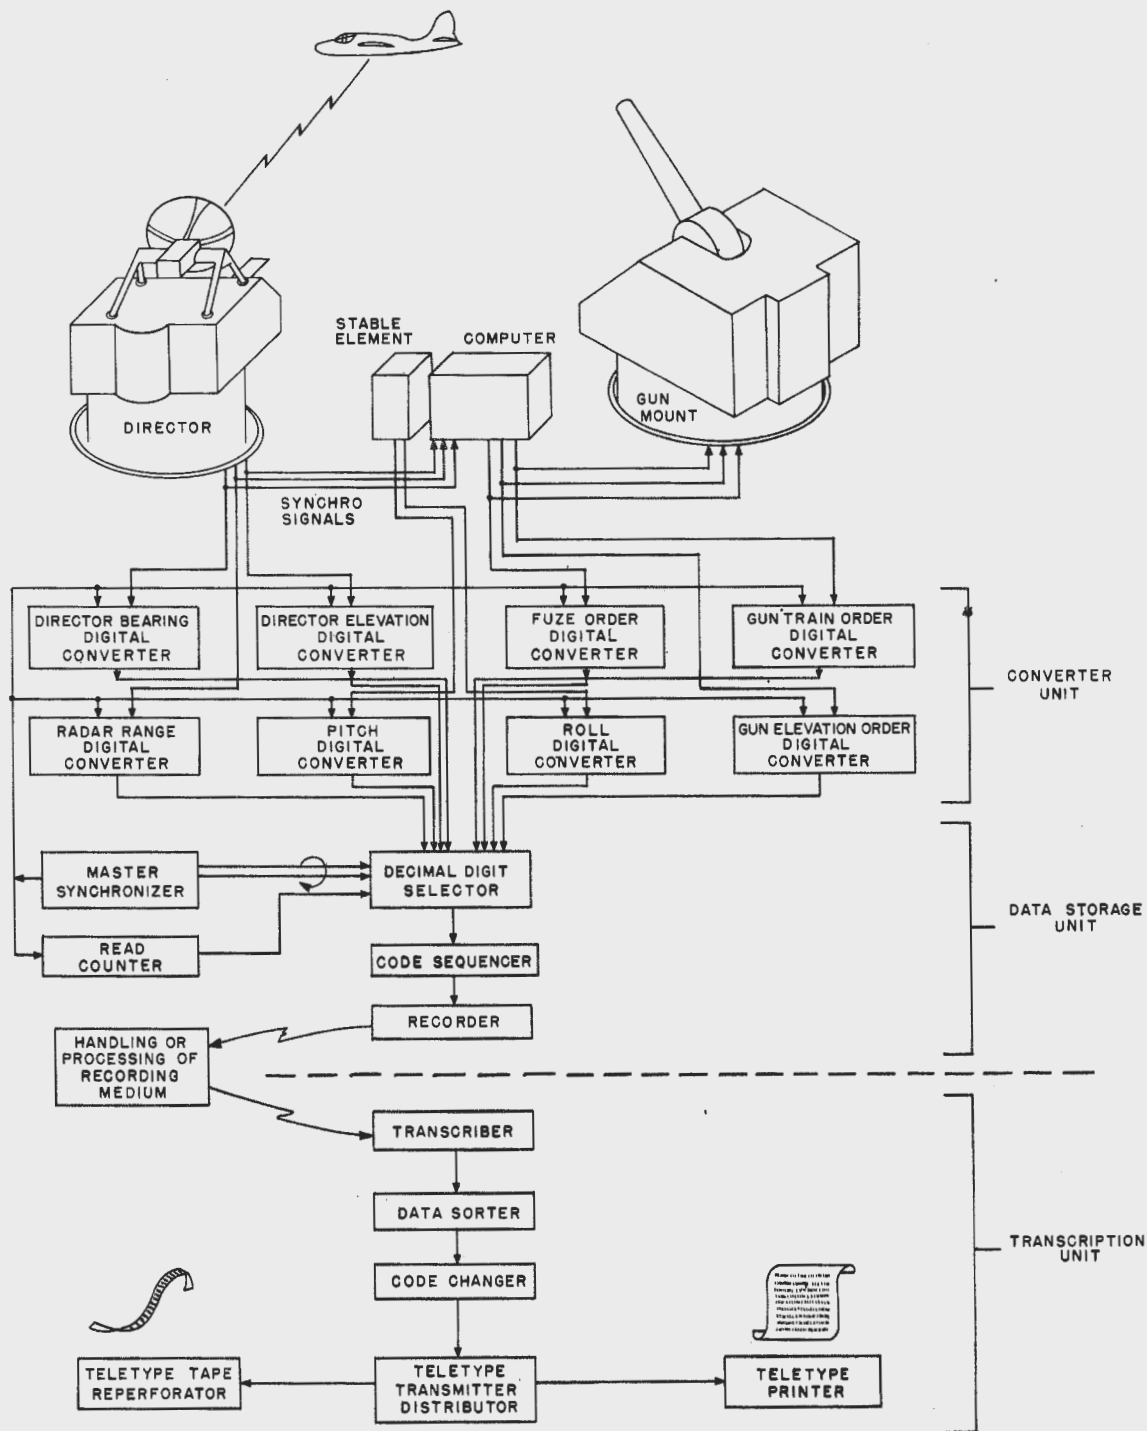 STABLE
ELEMENT
COMPUTER
DIRECTOR
GUN
MOUNT
SYNCHRO
SIGNALS
DIRECTOR BEARING
DIGITAL
CONVERTER
DIRECTOR ELEVATION
DIGITAL
CONVERTER
FUZE ORDER
DIGITAL
CONVERTER
GUN TRAIN ORDER
DIGITAL
CONVERTER
CONVERTER
UNIT
RADAR RANGE
DIGITAL
CONVERTER
PITCH
DIGITAL
CONVERTER
ROLL
DIGITAL
CONVERTER
GUN ELEVATION ORDER
DIGITAL
CONVERTER
MASTER
SYNCHRONIZER
DECIMAL DIGIT
SELECTOR
DATA STORAGE
UNIT
READ
COUNTER
CODE SEQUENCER
RECORDER
HANDLING OR
PROCESSING OF
RECORDING
MEDIUM
TRANSCRIBER
DATA SORTER
TRANSCRIPTION
UNIT
CODE CHANGER
TELETYPE TAPE
REPERFORATOR
TELETYPE
TRANSMITTER
DISTRIBUTOR
TELETYPE
PRINTER